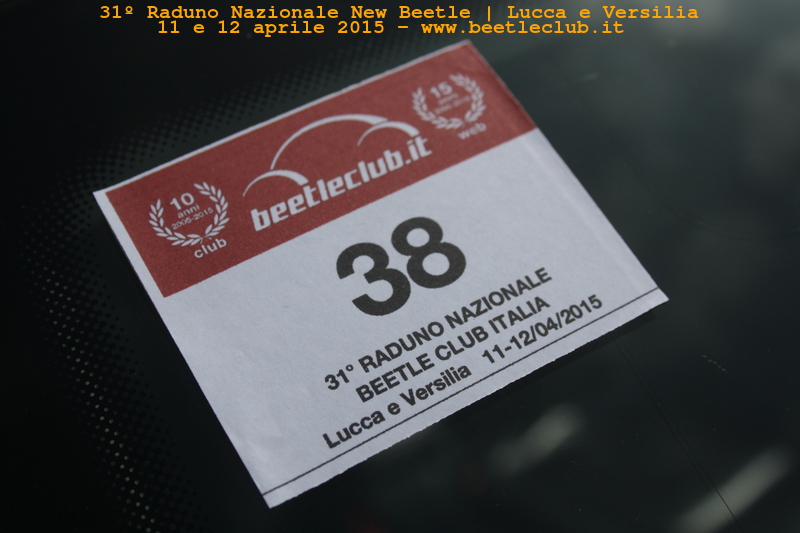 31º Raduno Nazionale New Beetle | Lucca e Versilia
11 e 12 aprile 2015 - www.beetleclub.it
15
anni
web
beetleclub.it
10
anni
2005-2015
club
38
31° RADUNO NAZIONALE
BEETLE CLUB ITALIA
Lucca e Versilia 11-12/04/2015